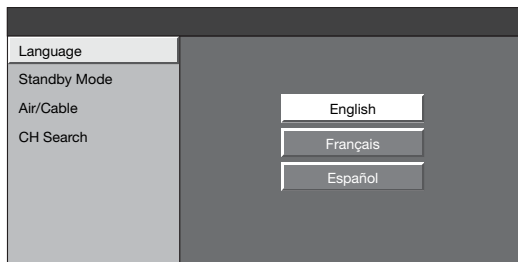 Language
Standby Mode
Air/Cable
CH Search
English
Français
Español